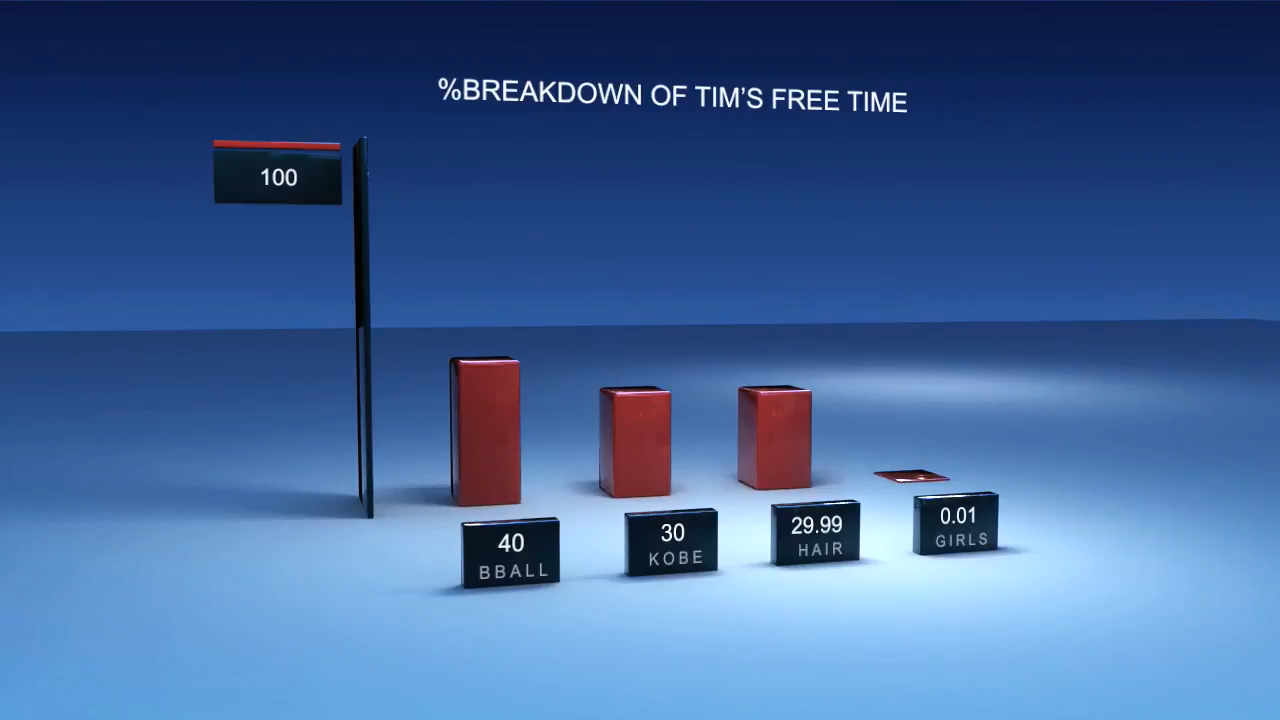 %BREAKDOWN OF TIM'S FREE TIME
100
40
BBALL
30
KOBE
29.99
HAIR
0.01
GIRLS